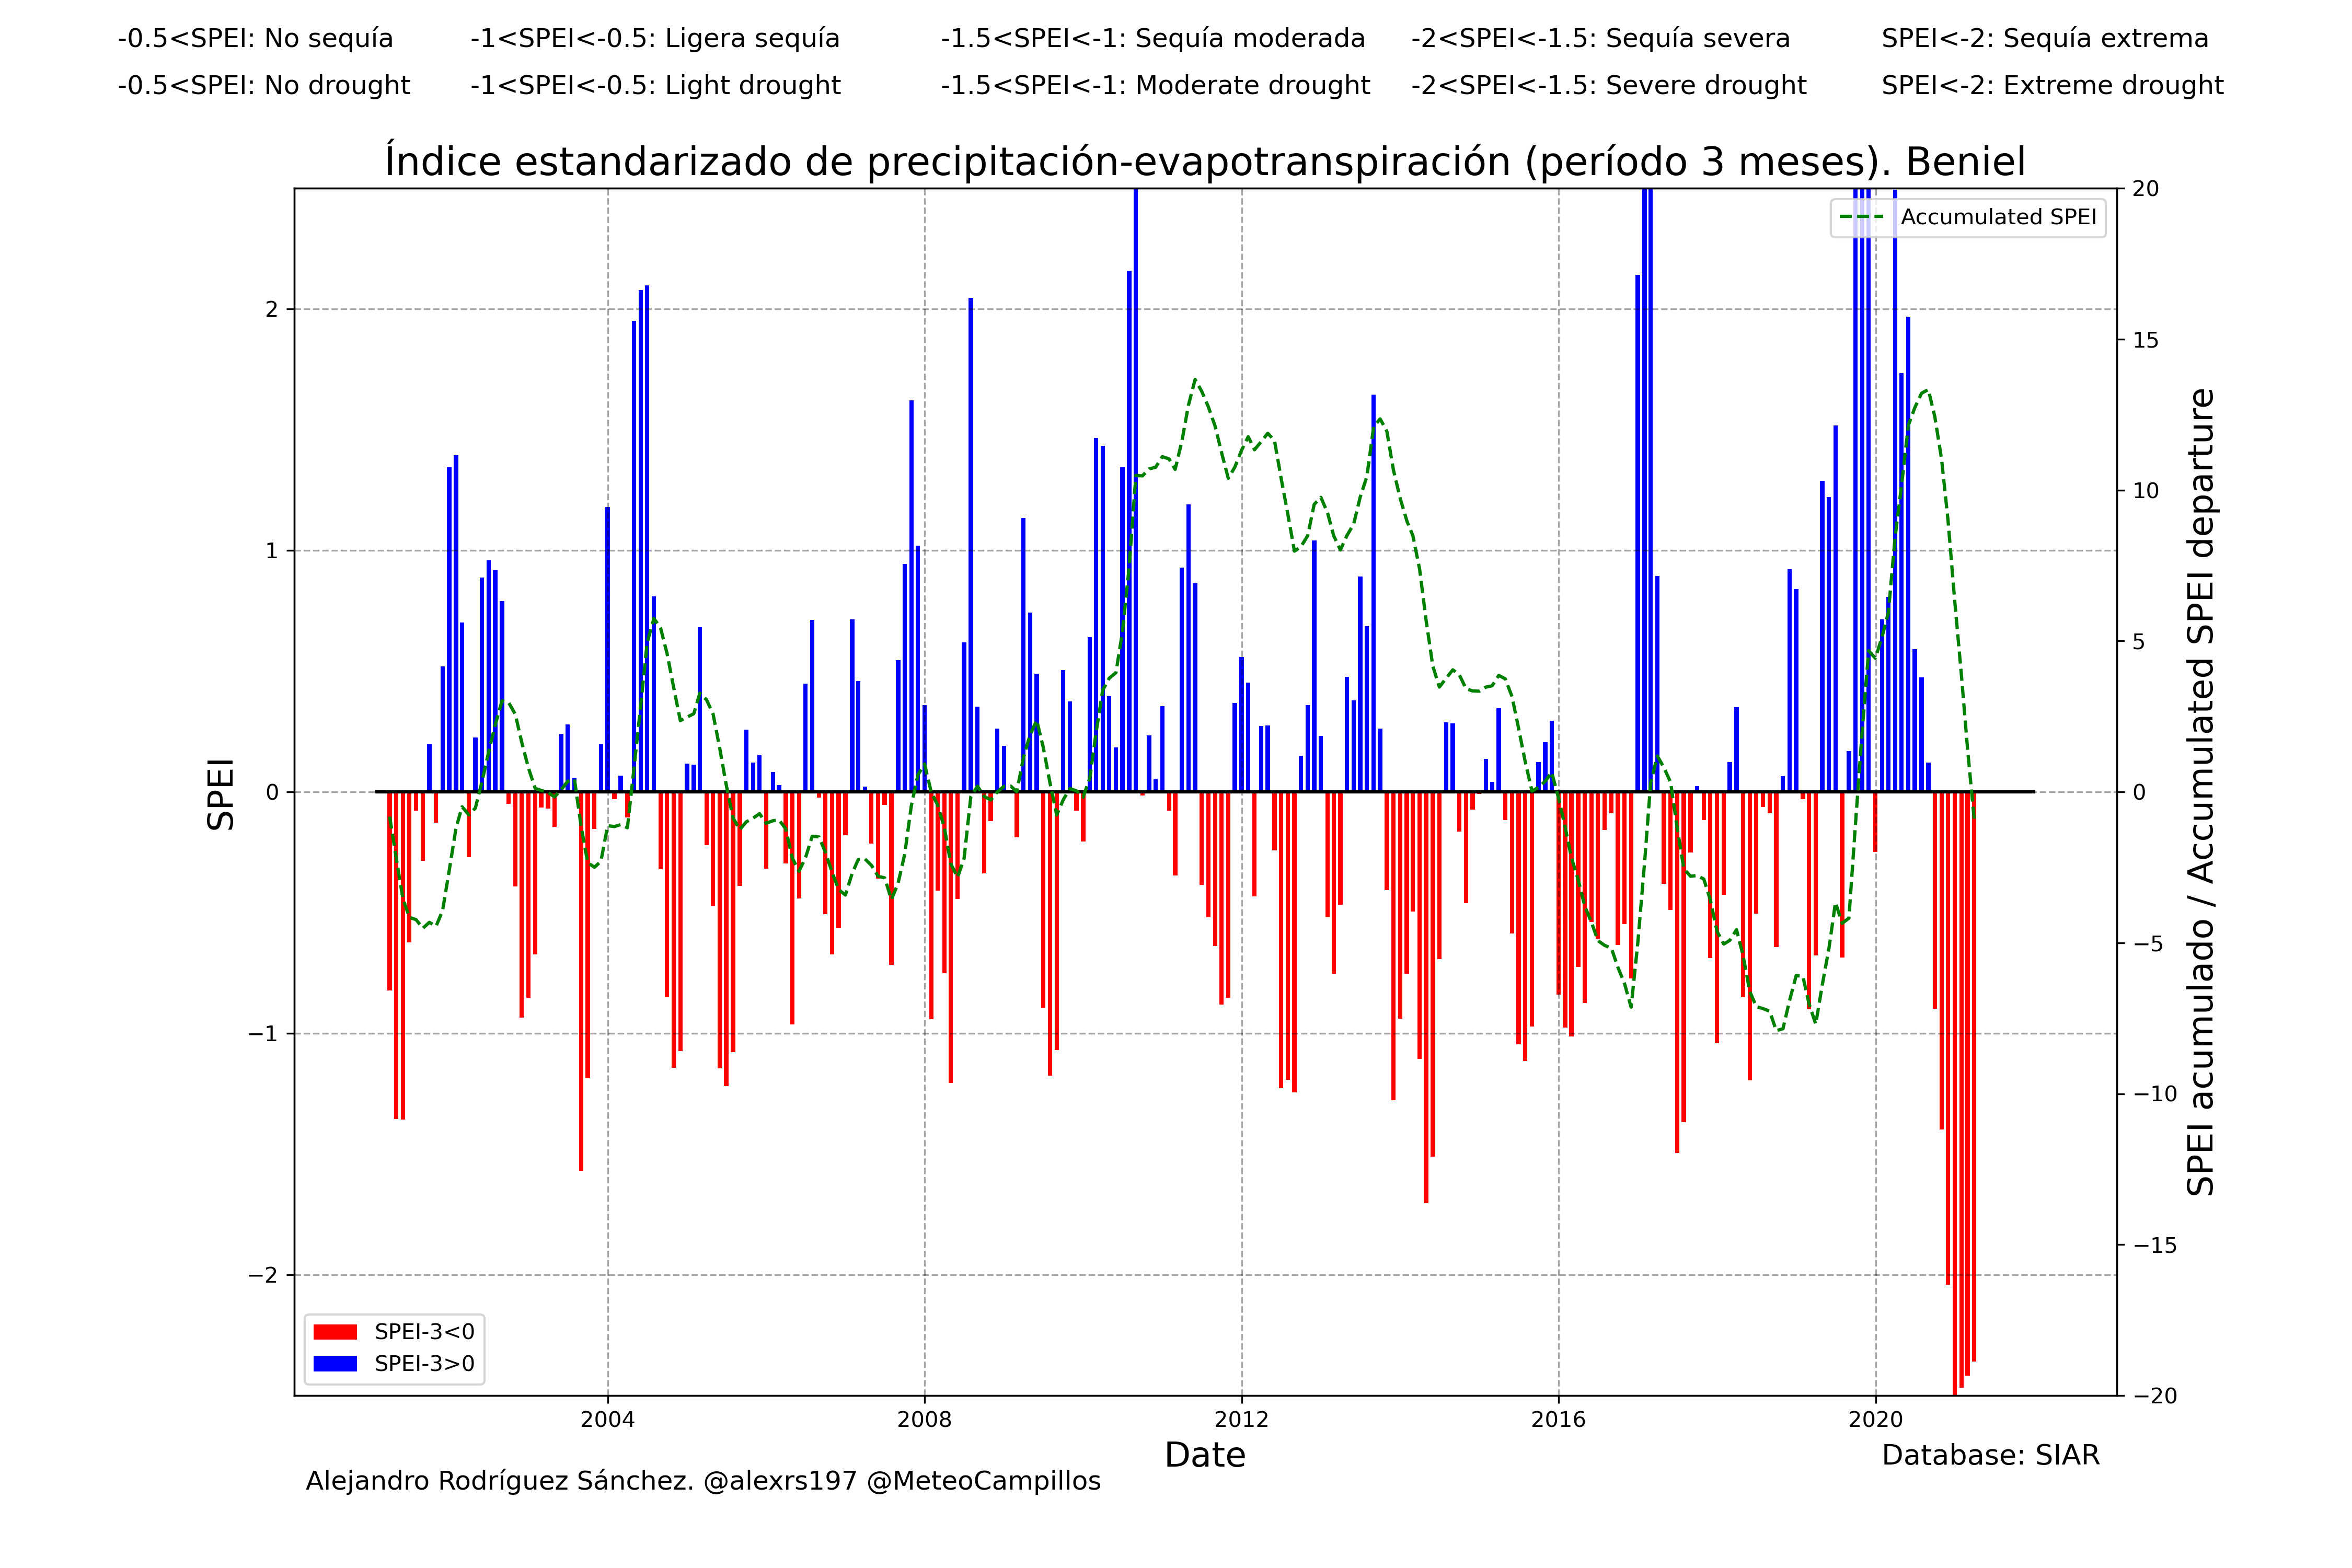 -0.5<SPEI: No sequía -1<SPEI<-0.5: Ligera sequía -1.5<SPEI<-1: Sequía moderada -2<SPEI<-1.5: Sequía severa SPEI<-2: Sequía extrema
-0.5<SPEI: No drought -1<SPEI<-0.5: Light drought -1.5<SPEI<-1: Moderate drought -2<SPEI<-1.5: Severe drought SPEI<-2: Extreme drought
Índice estandarizado de precipitación-evapotranspiración (período 3 meses). Beniel
Accumulated SPEI
2
1
0
−1
−2
SPEI
20
15
10
5
0
−5
−10
−15
−20
SPEI acumulado / Accumulated SPEI departure
SPEI-3<0
SPEI-3>0
2004 2008 2012 2016 2020
Date
Database: SIAR
Alejandro Rodríguez Sánchez. @alexrs197 @MeteoCampillos